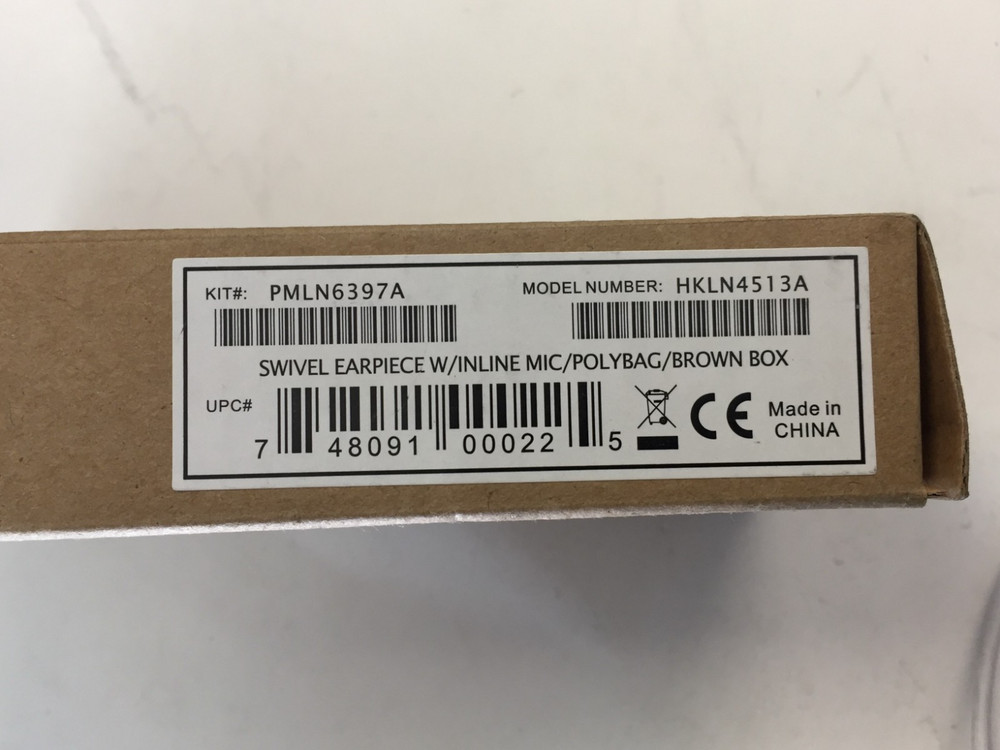 KIT#: PMLN6397A
MODEL NUMBER: HKLN4513A
SWIVEL EARPIECE W/INLINE MIC/POLYBAG/BROWN BOX
UPC#
7 48091 00022 5
CE
Made in
CHINA